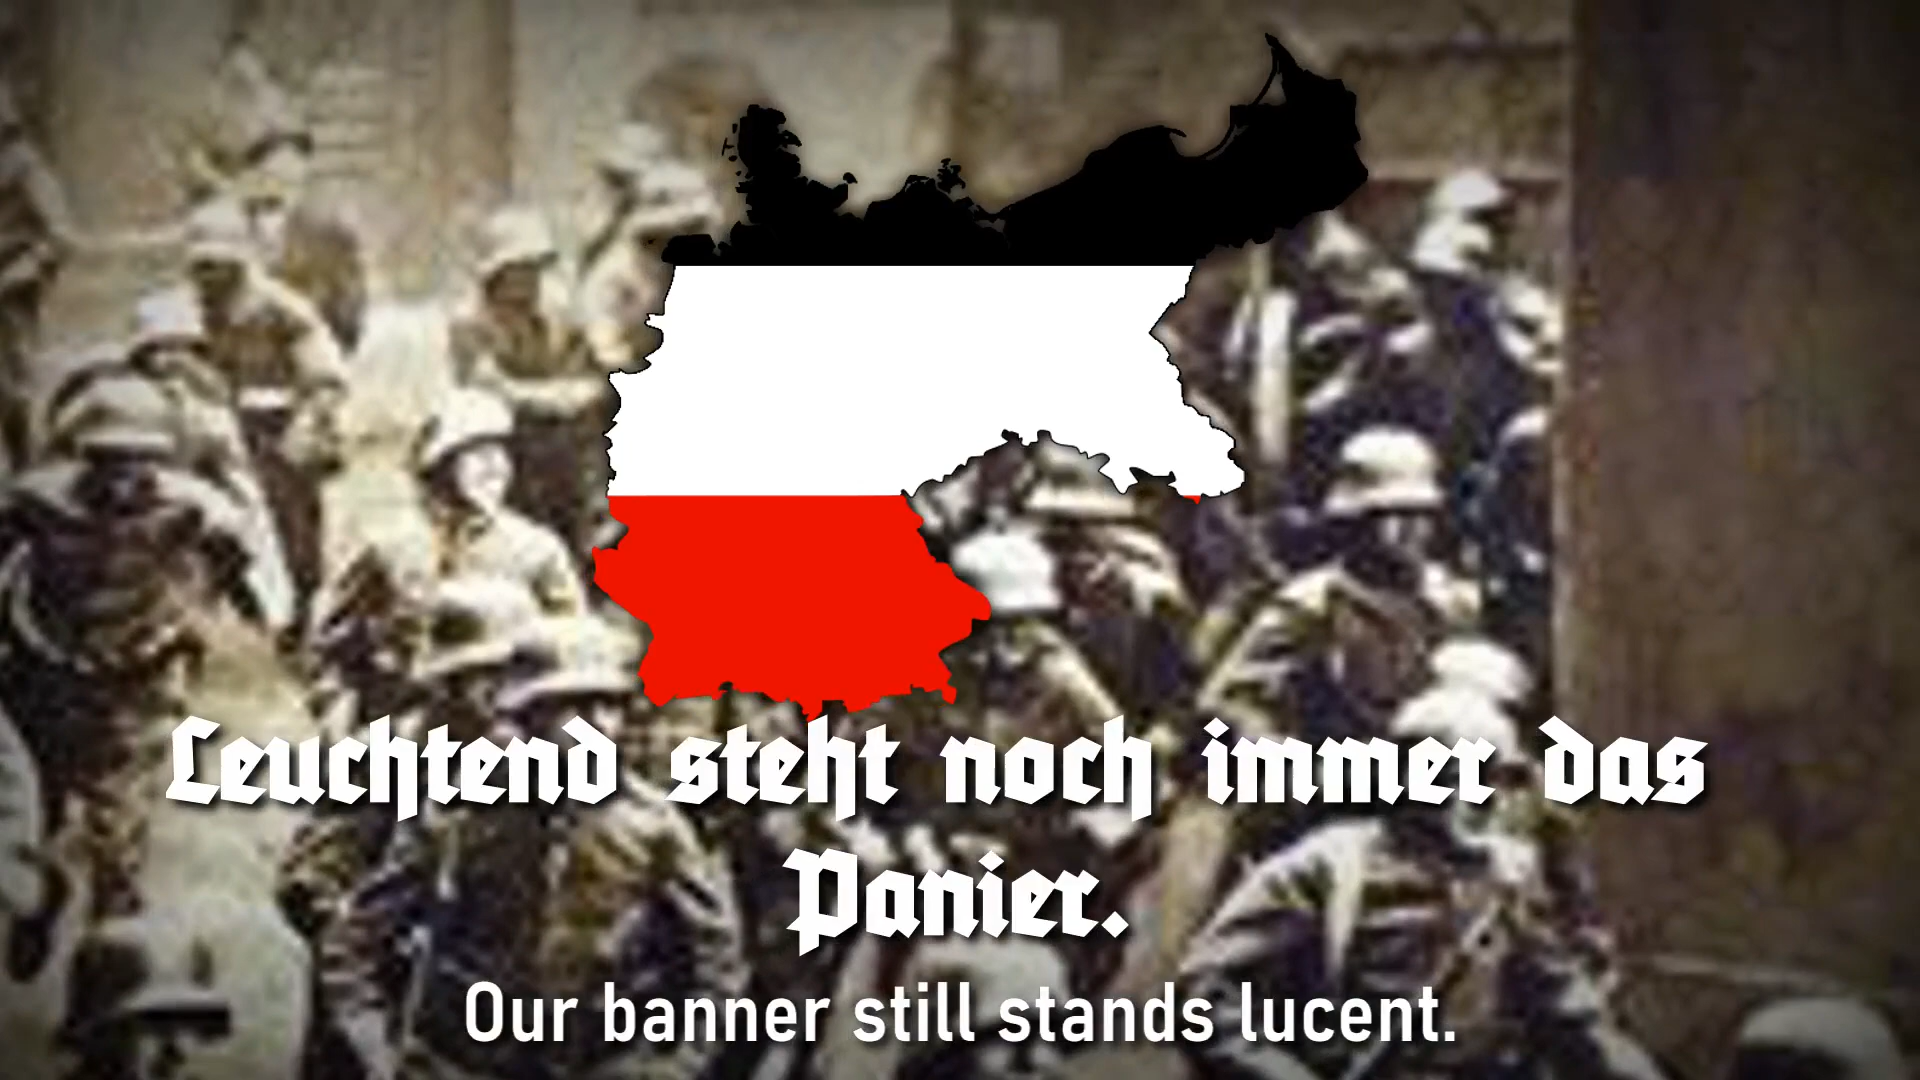 Leuchtend steht noch immer das
Panier.
Our banner still stands lucent.